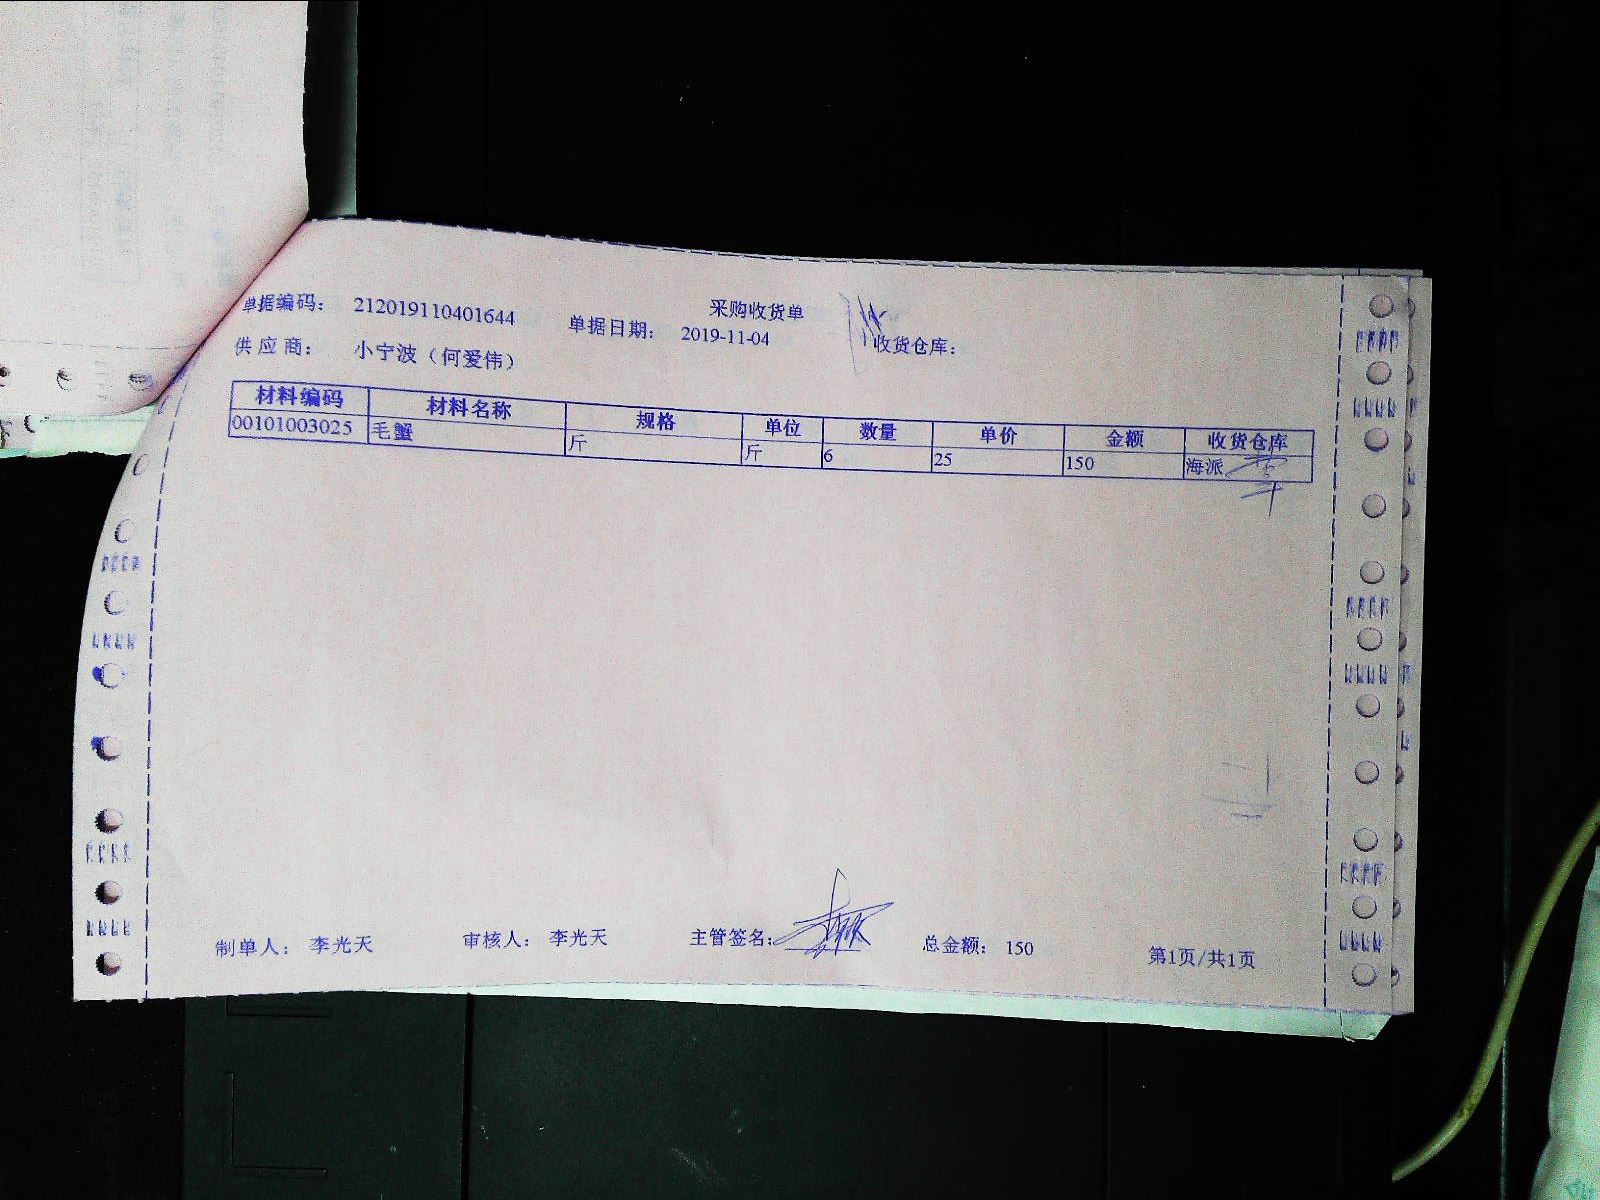 采购收货单
单据编码: 212019110401644 单据日期: 2019-11-04 收货仓库:
供应商: 小宁波（何爱伟）
材料编码 材料名称 规格 单位 数量 单价 金额 收货仓库
00101003025 毛蟹 斤 斤 6 25 150 海派
制单人: 李光天 审核人: 李光天 主管签名: 总金额: 150 第1页/共1页